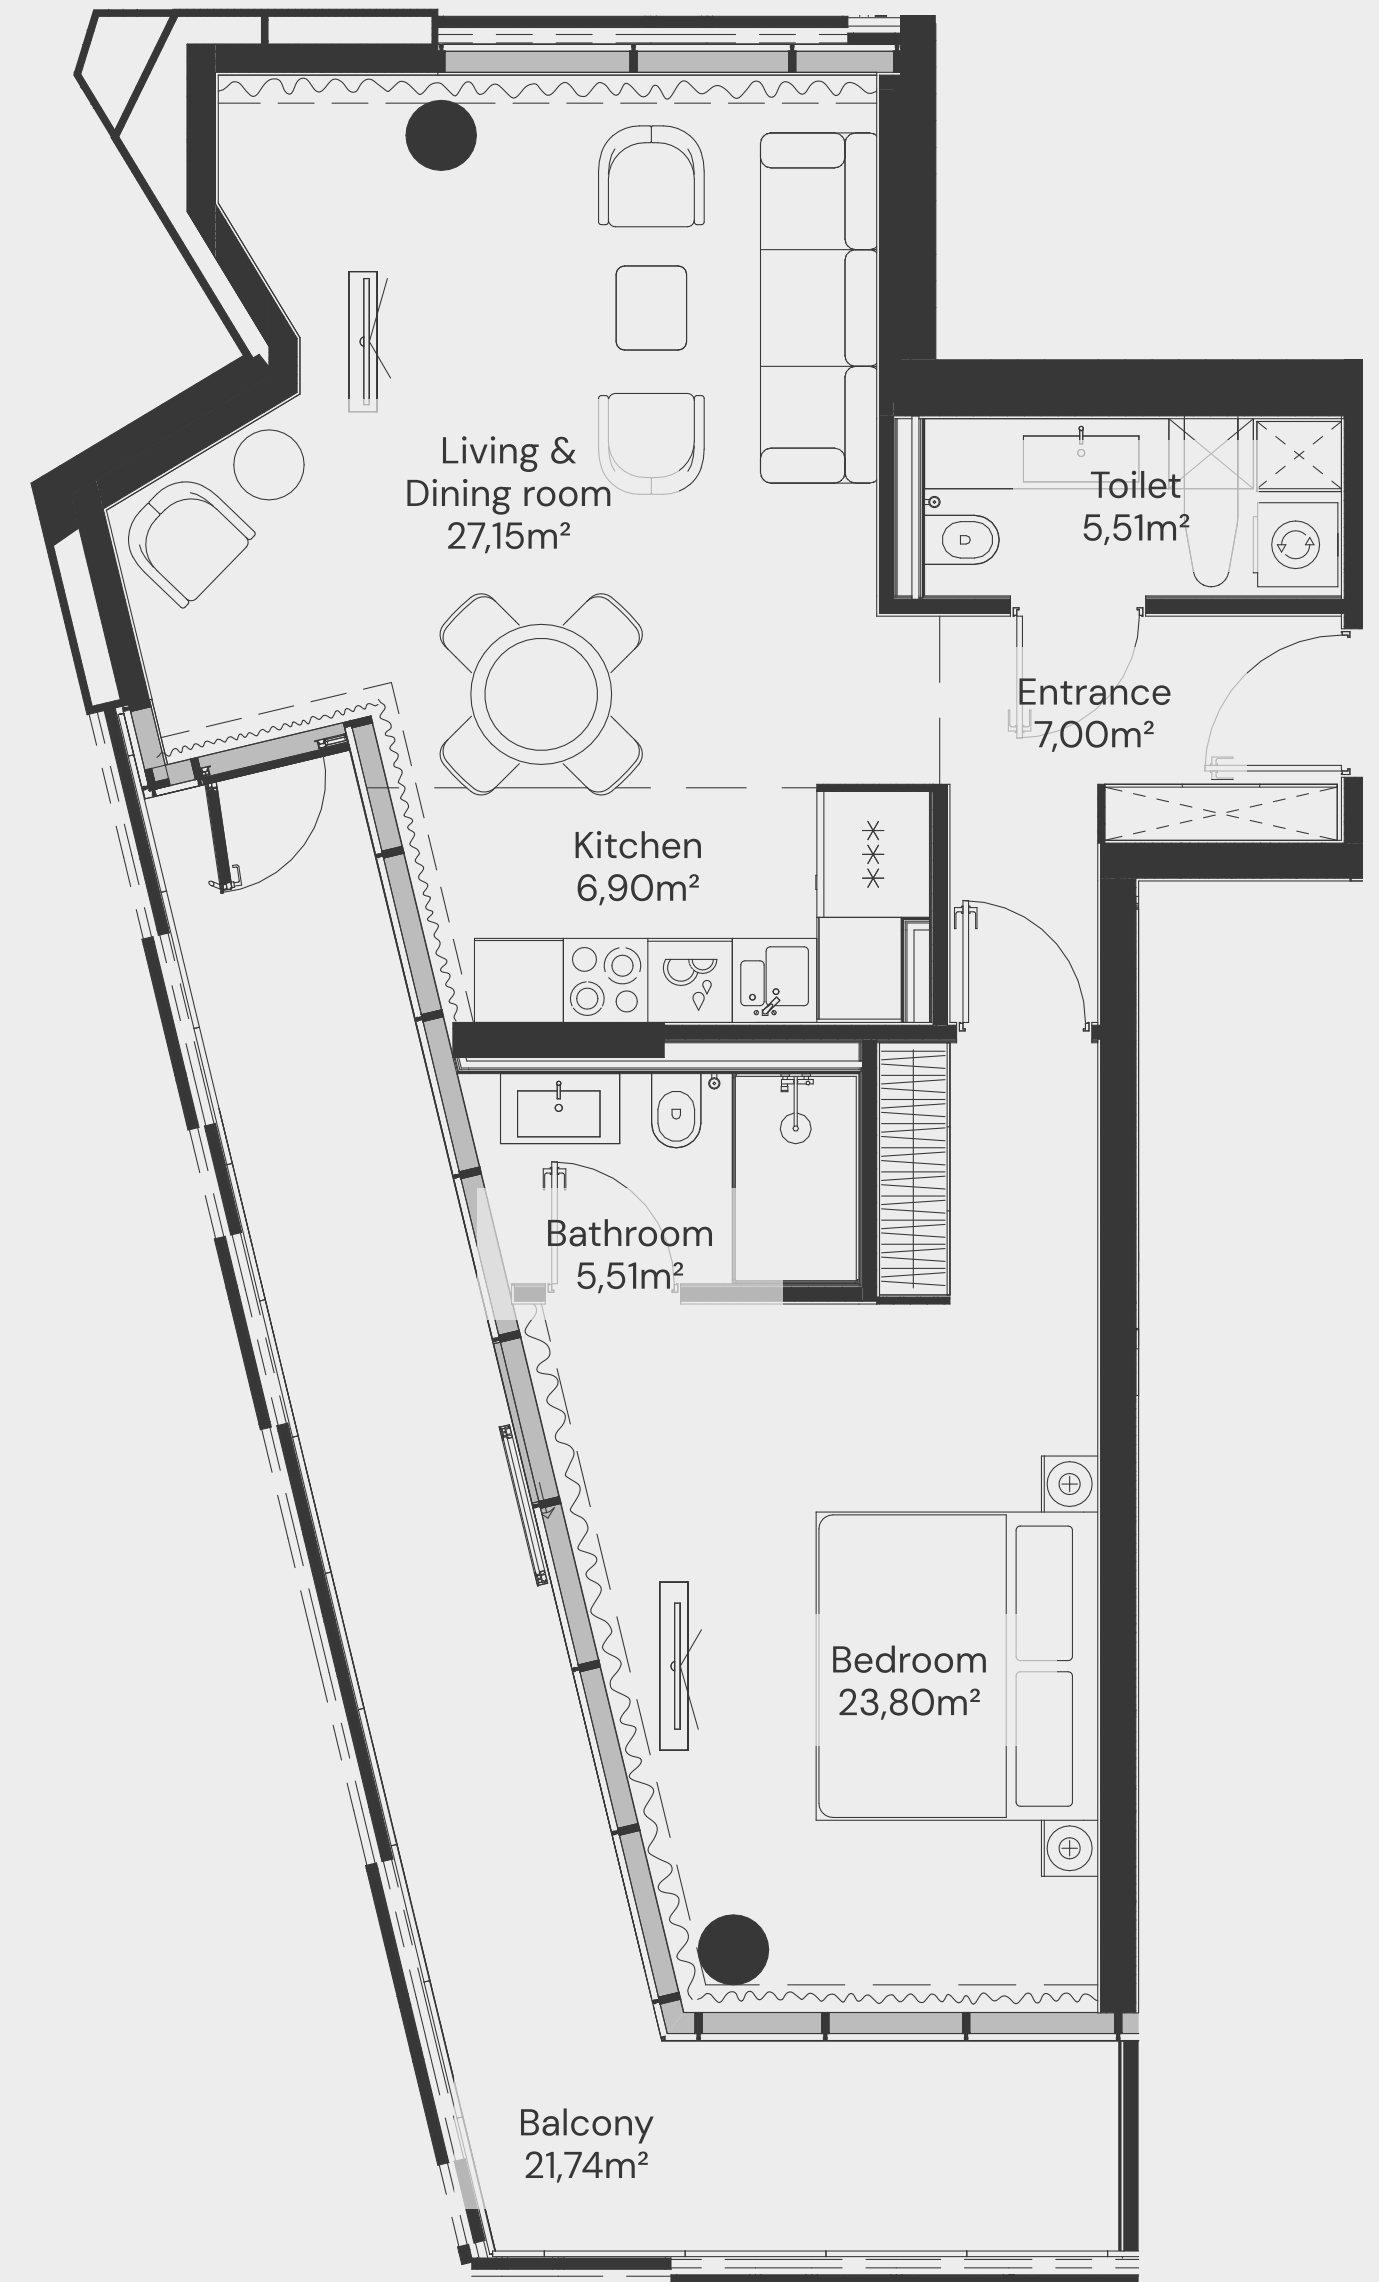 Living &
Dining room
27,15m²
Toilet
5,51m²
Entrance
7,00m²
Kitchen
6,90m²
Bathroom
5,51m²
Bedroom
23,80m²
Balcony
21,74m²